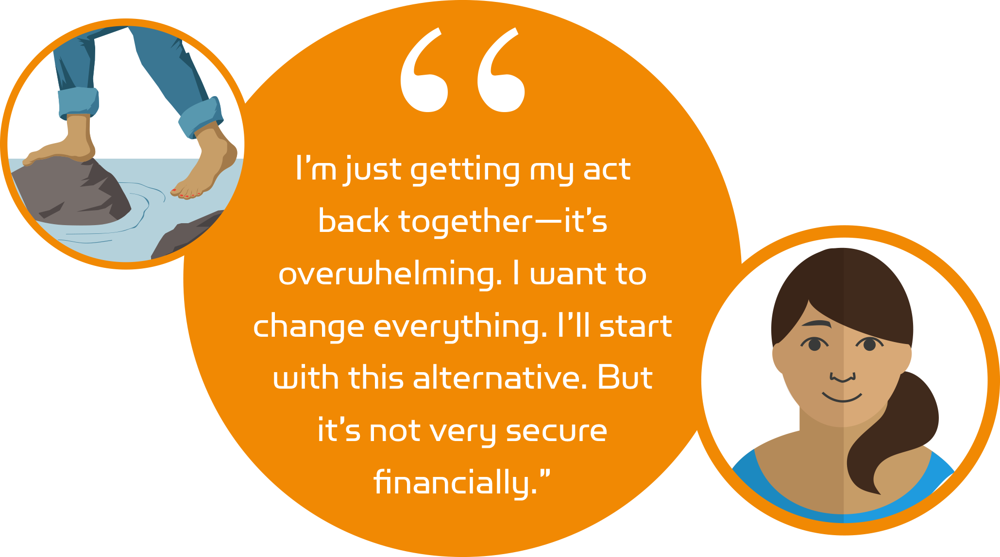 “
I’m just getting my act
back together—it’s
overwhelming. I want to
change everything. I’ll start
with this alternative. But
it’s not very secure
financially.”